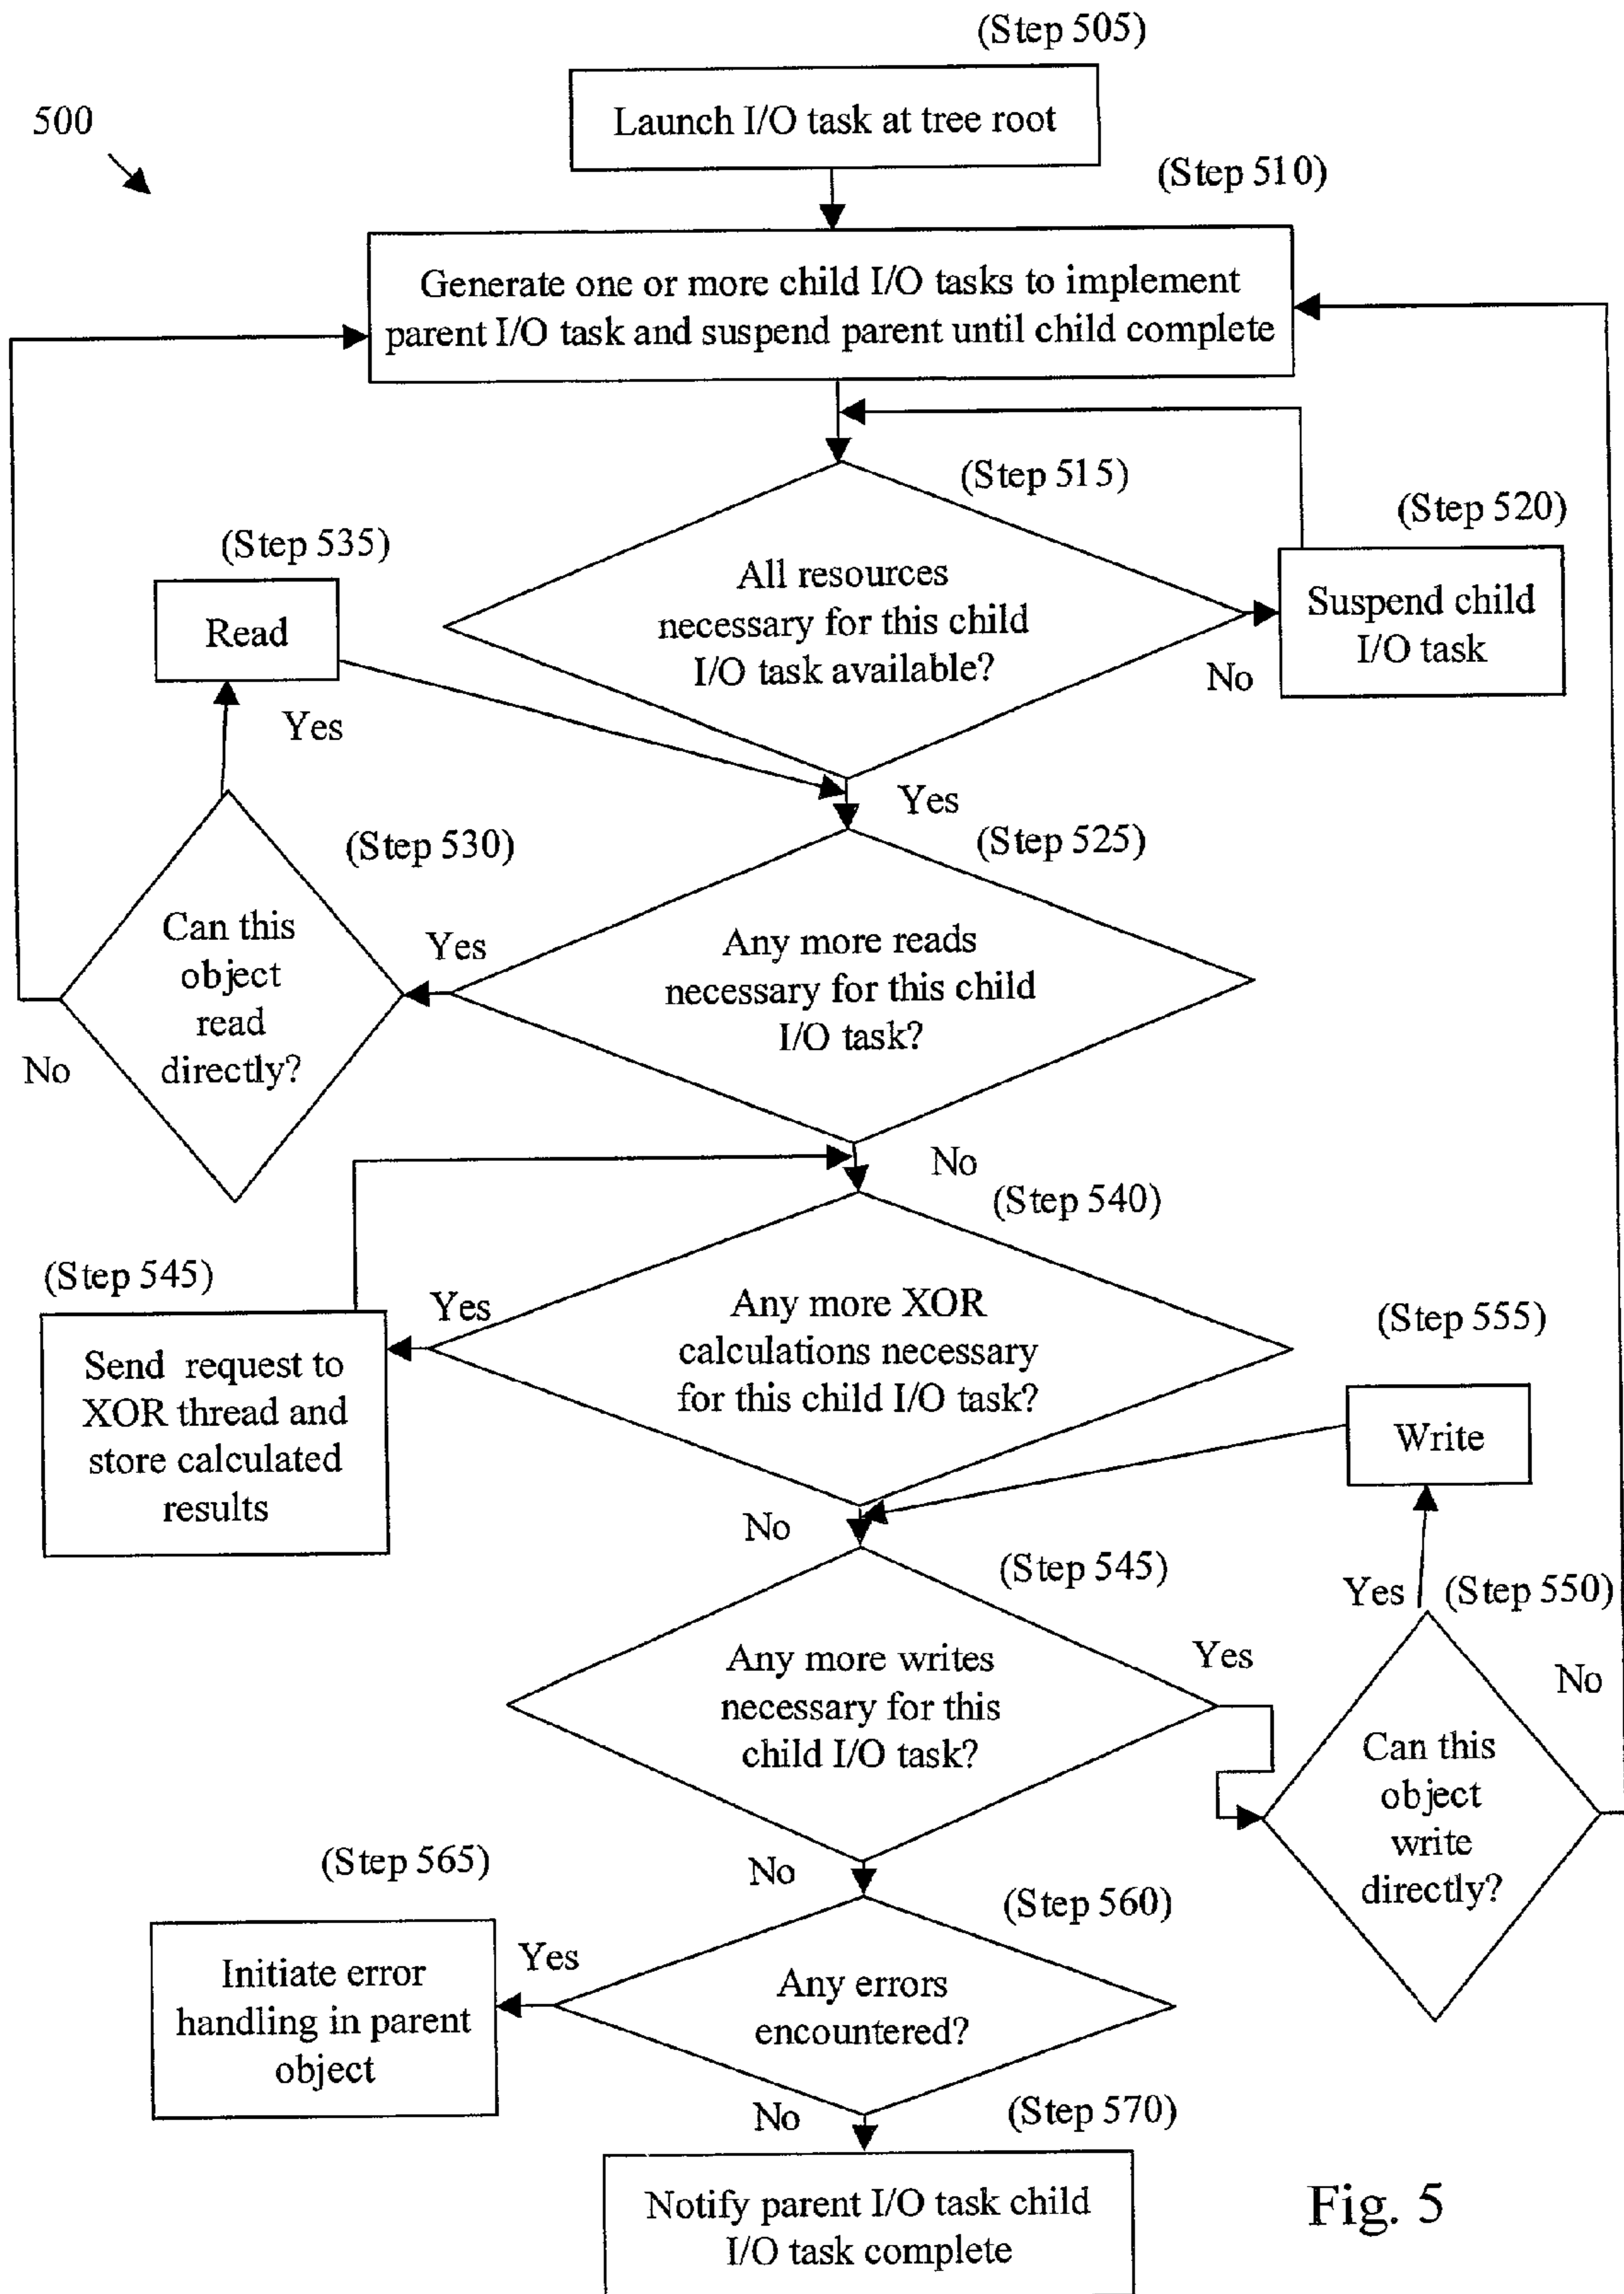 (Step 505)
500
Launch I/O task at tree root
(Step 510)
Generate one or more child I/O tasks to implement
parent I/O task and suspend parent until child complete
(Step 515)
(Step 520)
(Step 535)
All resources
necessary for this child
I/O task available?
Suspend child
I/O task
Read
No
Yes
Yes
(Step 525)
(Step 530)
Can this
object
read
directly?
Yes
Any more reads
necessary for this child
I/O task?
No
No
(Step 540)
(Step 545)
Yes
Any more XOR
calculations necessary
for this child I/O task?
(Step 555)
Send request to
XOR thread and
store calculated
results
Write
No
(Step 545)
Yes
(Step 550)
Any more writes
necessary for this
child I/O task?
Yes
No
Can this
object
write
directly?
(Step 565)
No
(Step 560)
Initiate error
handling in parent
object
Yes
Any errors
encountered?
No
(Step 570)
Notify parent I/O task child
I/O task complete
Fig. 5